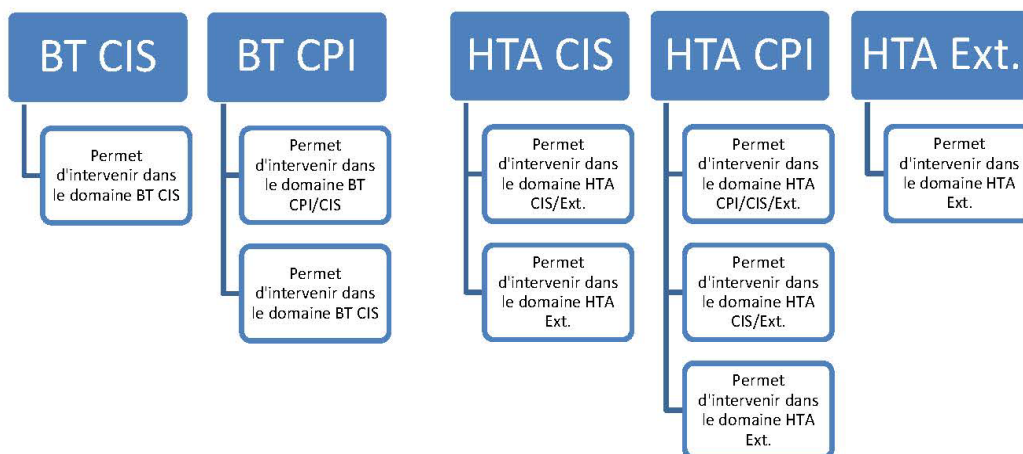 BT CIS
Permet
d'intervenir dans
le domaine BT CIS
BT CPI
Permet
d'intervenir dans
le domaine BT
CPI/CIS
Permet
d'intervenir dans
le domaine BT CIS
HTA CIS
Permet
d'intervenir dans
le domaine HTA
CIS/Ext.
Permet
d'intervenir dans
le domaine HTA
Ext.
HTA CPI
Permet
d'intervenir dans
le domaine HTA
CPI/CIS/Ext.
Permet
d'intervenir dans
le domaine HTA
CIS/Ext.
Permet
d'intervenir dans
le domaine HTA
Ext.
HTA Ext.
Permet
d'intervenir dans
le domaine HTA
Ext.